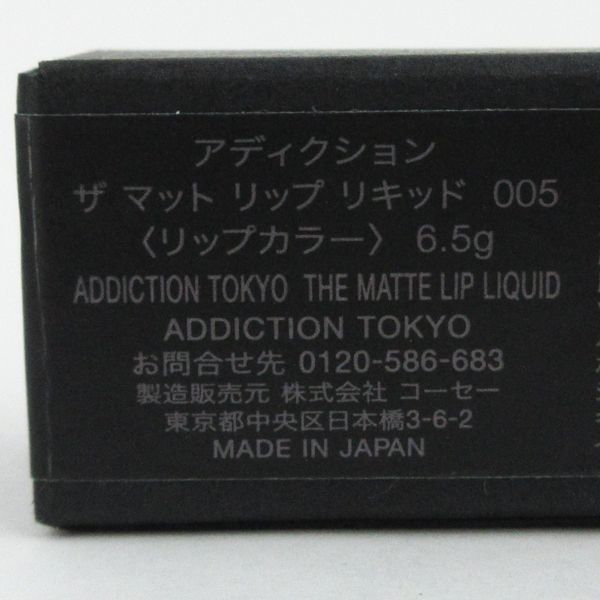 アディクション
ザ マット リップ リキッド 005
〈リップカラー〉 6.5g
ADDICTION TOKYO THE MATTE LIP LIQUID
ADDICTION TOKYO
お問合せ先 0120-586-683
製造販売元 株式会社 コーセー
東京都中央区日本橋3-6-2
MADE IN JAPAN